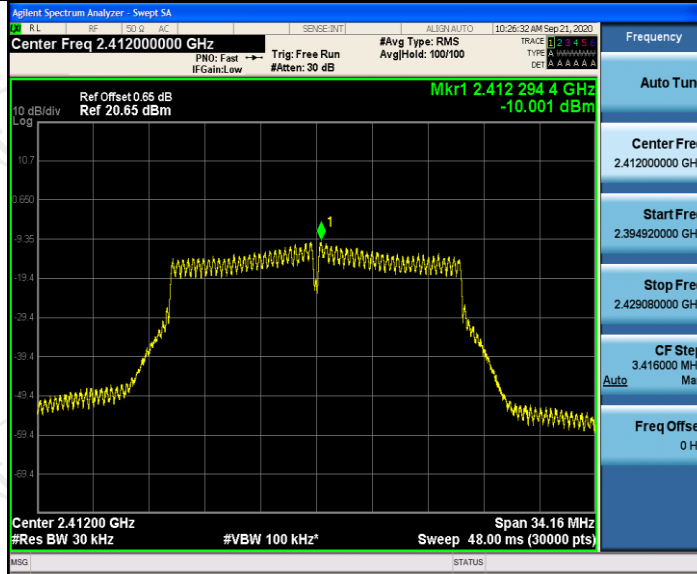 Agilent Spectrum Analyzer - Swept SA
RL RF 50 Ω AC SENSE:INT ALIGN AUTO 10:26:32 AM Sep 21, 2020
Center Freq 2.412000000 GHz
PNO: Fast
IFGain:Low
Trig: Free Run
#Atten: 30 dB
#Avg Type: RMS
Avg|Hold: 100/100
TRACE 1 2 3 4 5 6
TYPE A WWWWW
DET A A A A A A
Ref Offset 0.65 dB
Ref 20.65 dBm
10 dB/div
Log
Mkr1 2.412 294 4 GHz
-10.001 dBm
10.7
0.650
-9.35
-19.4
-29.4
-39.4
-49.4
-59.4
-69.4
1
Center 2.41200 GHz
Span 34.16 MHz
#Res BW 30 kHz
#VBW 100 kHz*
Sweep 48.00 ms (30000 pts)
MSG
STATUS
Frequency
Auto Tun
Center Fre
2.412000000 GH
Start Fre
2.394920000 GH
Stop Fre
2.429080000 GH
CF Ste
3.416000 MH
Auto Ma
Freq Offse
0 H